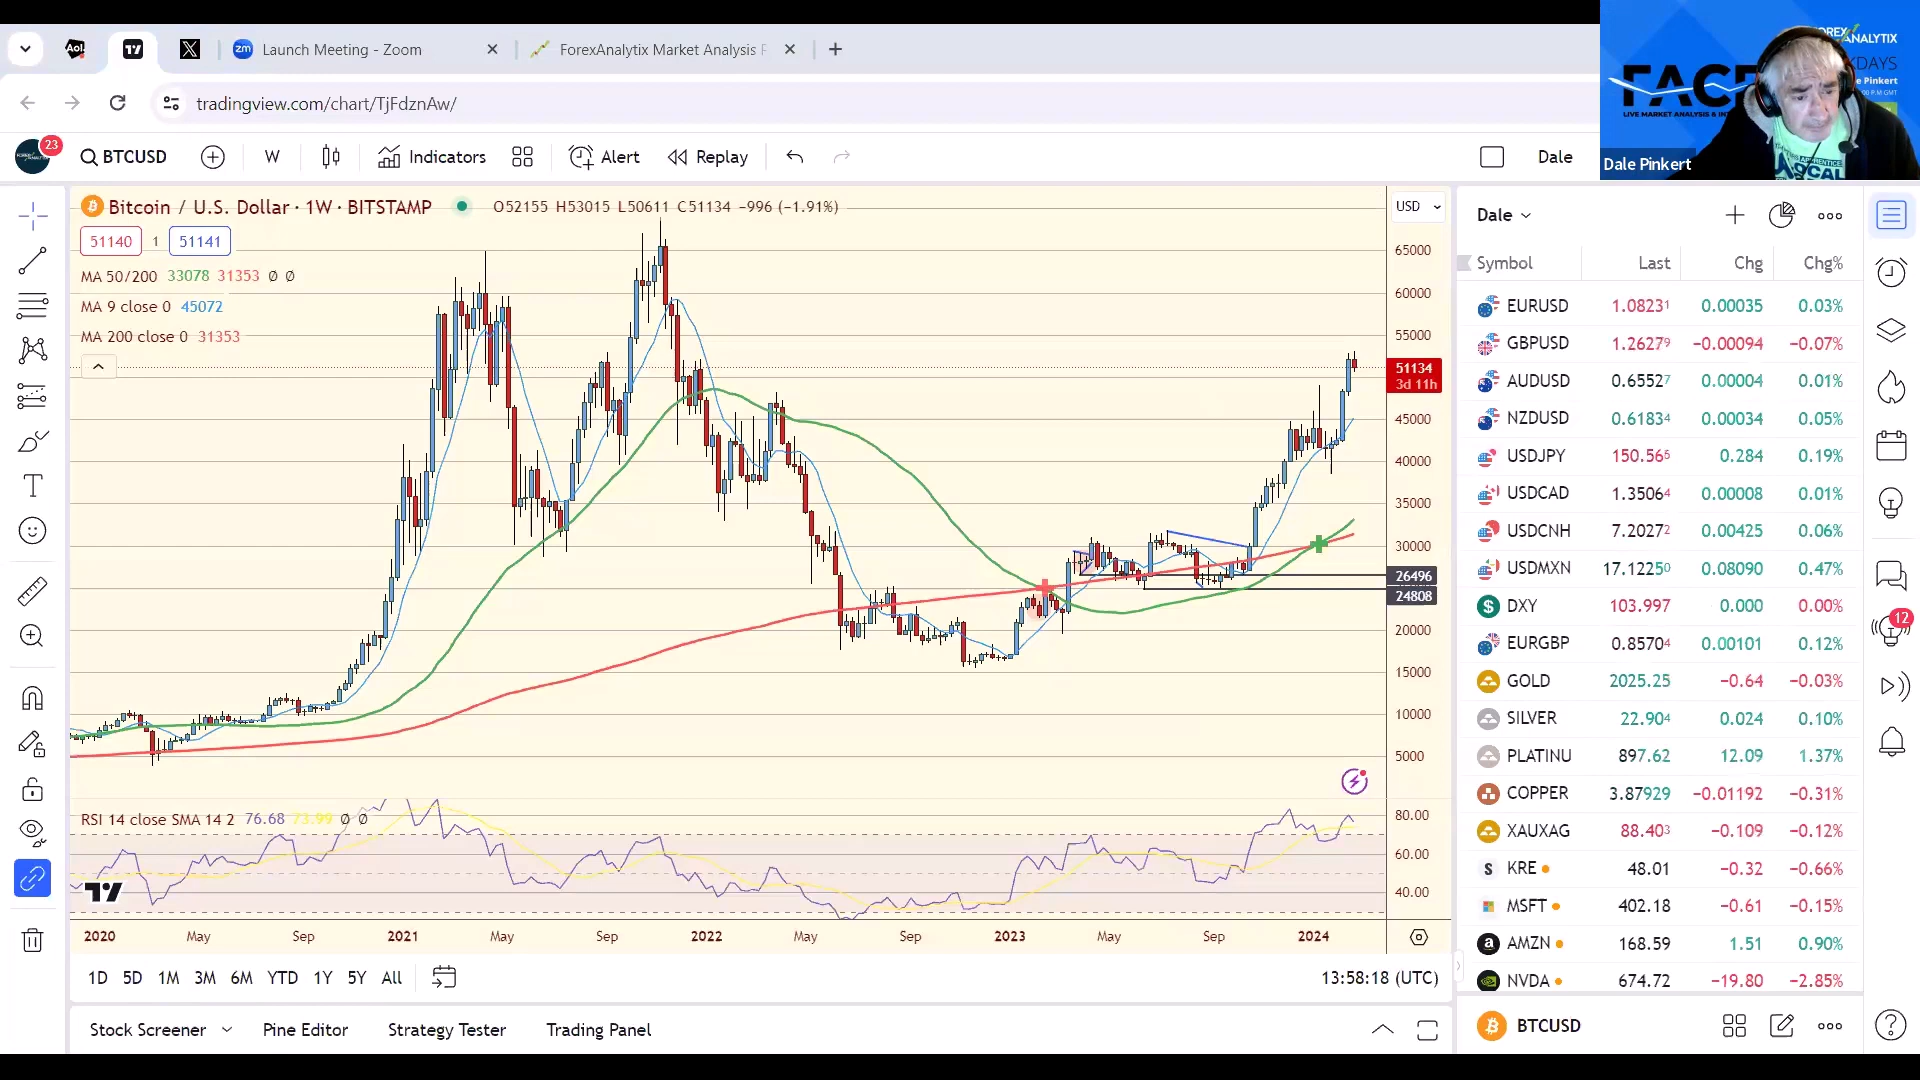 Launch Meeting - Zoom
ForexAnalytix Market Analysis F
tradingview.com/chart/TjFdznAw/
23
BTCUSD
W
Indicators
Alert
Replay
Dale
FOREX ANALYTIX
FACE
LIVE MARKET ANALYSIS & IN
Dale Pinkert
Bitcoin / U.S. Dollar · 1W · BITSTAMP
O52155 H53015 L50611 C51134 −996 (−1.91%)
51140 1 51141
MA 50/200 33078 31353 ∅ ∅
MA 9 close 0 45072
MA 200 close 0 31353
USD
65000
60000
55000
51134
3d 11h
45000
40000
35000
30000
26496
24808
20000
15000
10000
5000
RSI 14 close SMA 14 2 76.68 73.99 ∅ ∅
80.00
60.00
40.00
2020 May Sep 2021 May Sep 2022 May Sep 2023 May Sep 2024
1D 5D 1M 3M 6M YTD 1Y 5Y All
13:58:18 (UTC)
Stock Screener Pine Editor Strategy Tester Trading Panel
Dale
Symbol Last Chg Chg%
EURUSD 1.08231 0.00035 0.03%
GBPUSD 1.26279 −0.00094 −0.07%
AUDUSD 0.65527 0.00004 0.01%
NZDUSD 0.61834 0.00034 0.05%
USDJPY 150.566 0.284 0.19%
USDCAD 1.35064 0.00008 0.01%
USDCNH 7.20272 0.00425 0.06%
USDMXN 17.12250 0.08090 0.47%
DXY 103.997 0.000 0.00%
EURGBP 0.85704 0.00101 0.12%
GOLD 2025.25 −0.64 −0.03%
SILVER 22.904 0.024 0.10%
PLATINU 897.62 12.09 1.37%
COPPER 3.87929 −0.01192 −0.31%
XAUXAG 88.403 −0.109 −0.12%
KRE 48.01 −0.32 −0.66%
MSFT 402.18 −0.61 −0.15%
AMZN 168.59 1.51 0.90%
NVDA 674.72 −19.80 −2.85%
BTCUSD
12